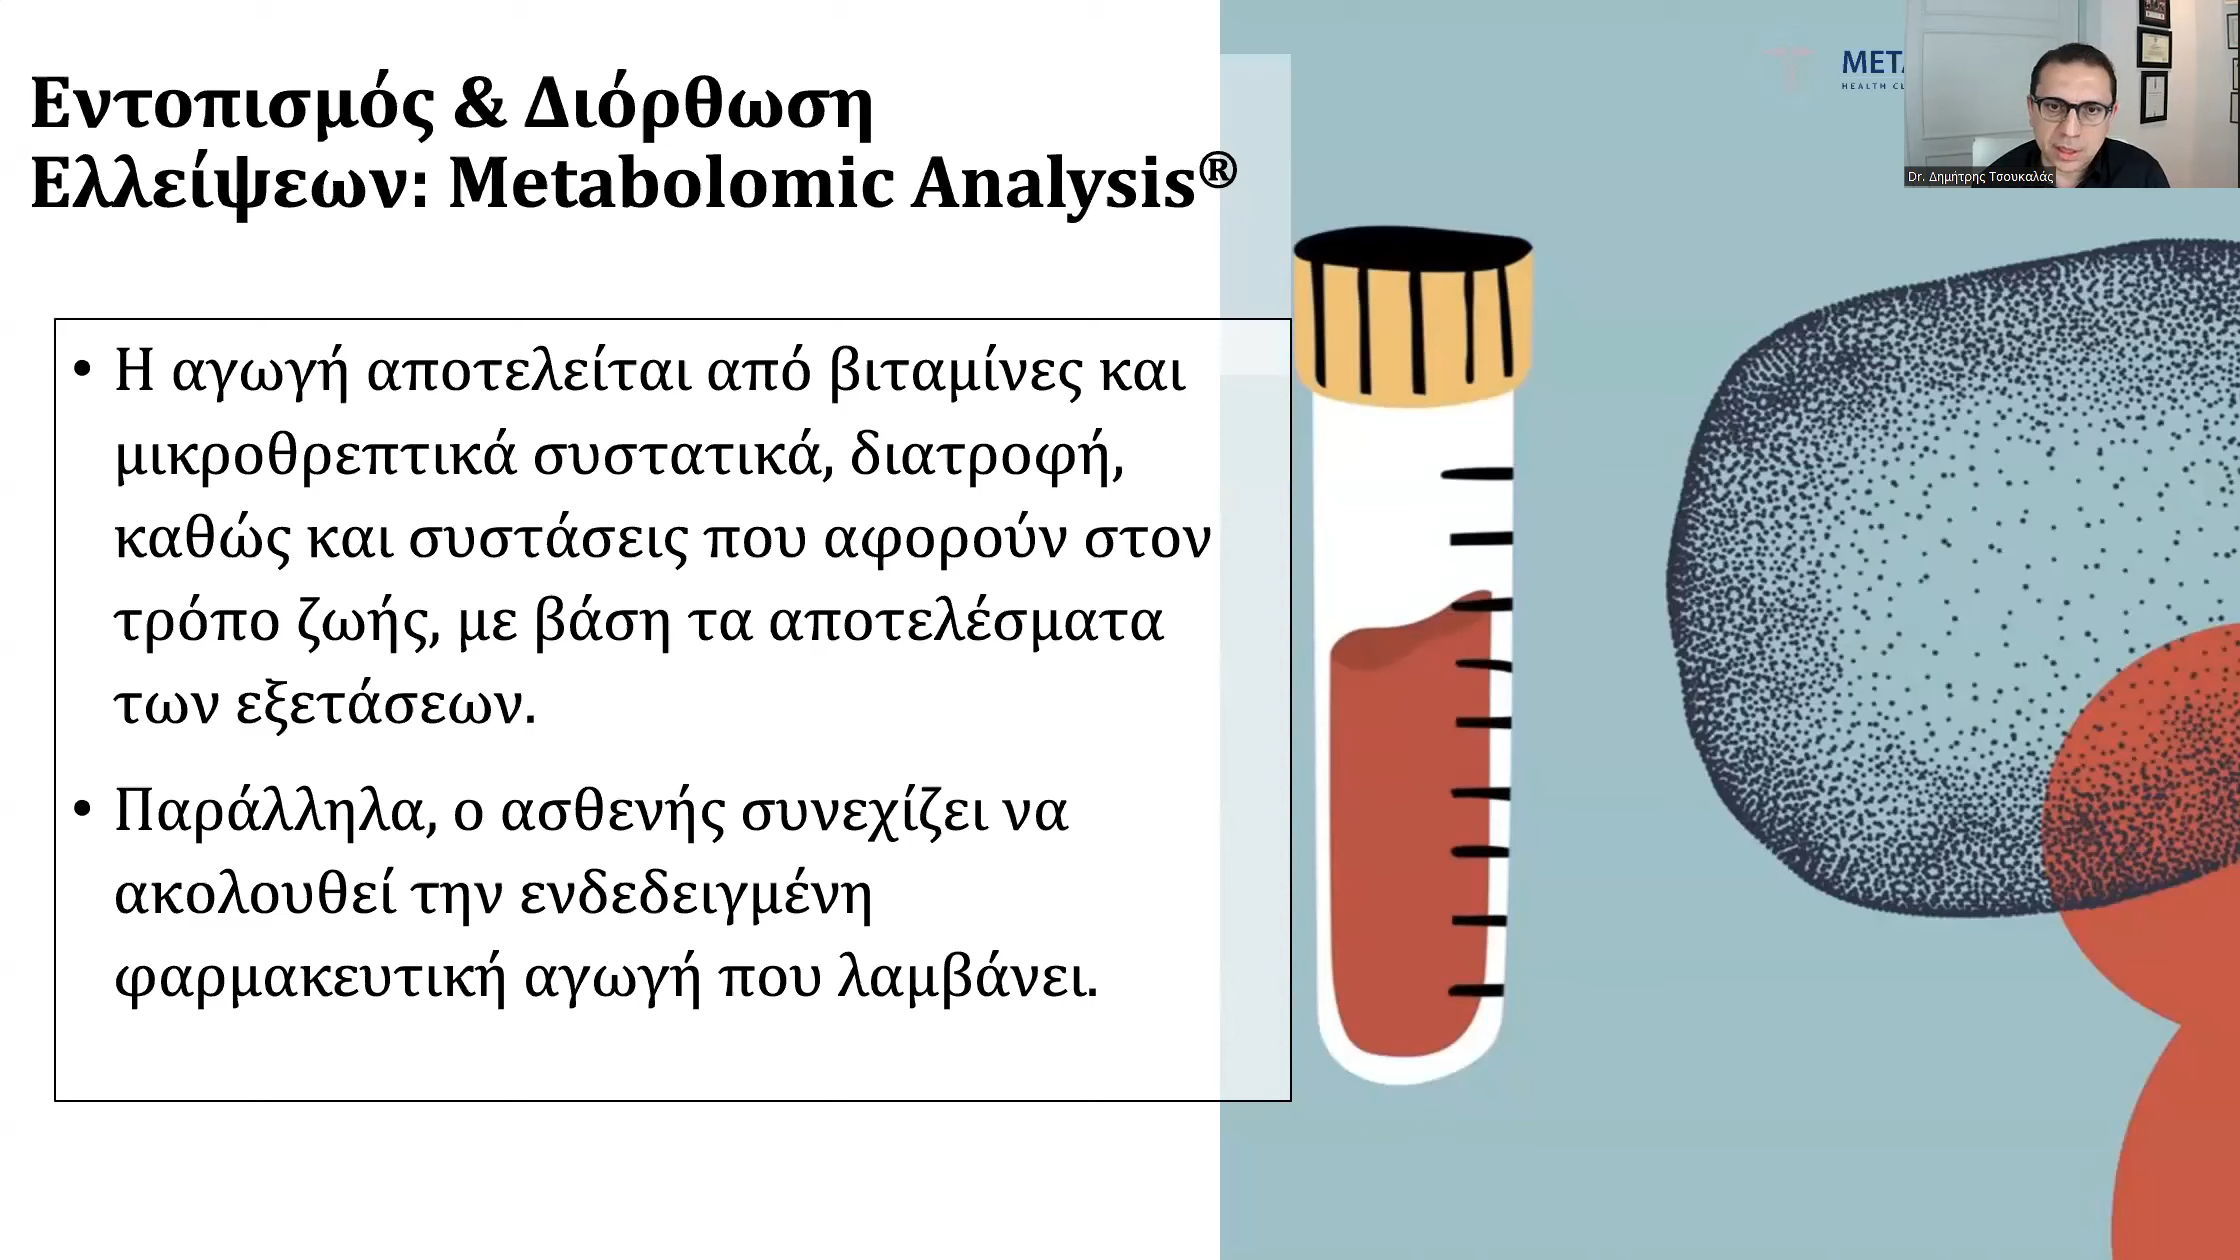 Εντοπισμός & Διόρθωση
Ελλείψεων: Metabolomic Analysis®
• Η αγωγή αποτελείται από βιταμίνες και
μικροθρεπτικά συστατικά, διατροφή,
καθώς και συστάσεις που αφορούν στον
τρόπο ζωής, με βάση τα αποτελέσματα
των εξετάσεων.
• Παράλληλα, ο ασθενής συνεχίζει να
ακολουθεί την ενδεδειγμένη
φαρμακευτική αγωγή που λαμβάνει.
HEALTH
Dr. Δημήτρης Τσουκαλάς